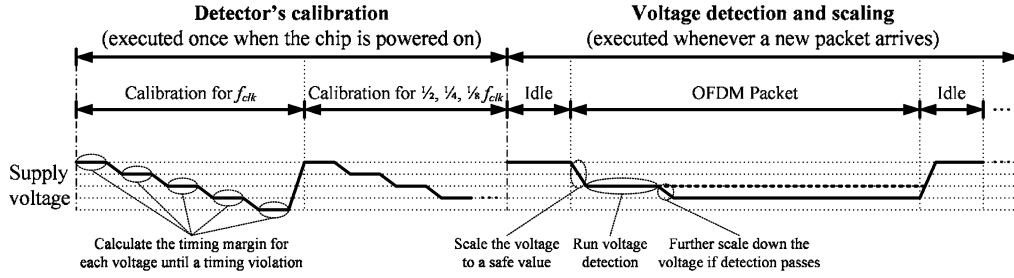 Detector's calibration
(executed once when the chip is powered on)
Voltage detection and scaling
(executed whenever a new packet arrives)
Calibration for fclk
Calibration for ½, ¼, ⅛ fclk
Idle
OFDM Packet
Idle
...
Supply
voltage
...
...
Calculate the timing margin for
each voltage until a timing violation
Scale the voltage
to a safe value
Run voltage
detection
Further scale down the
voltage if detection passes